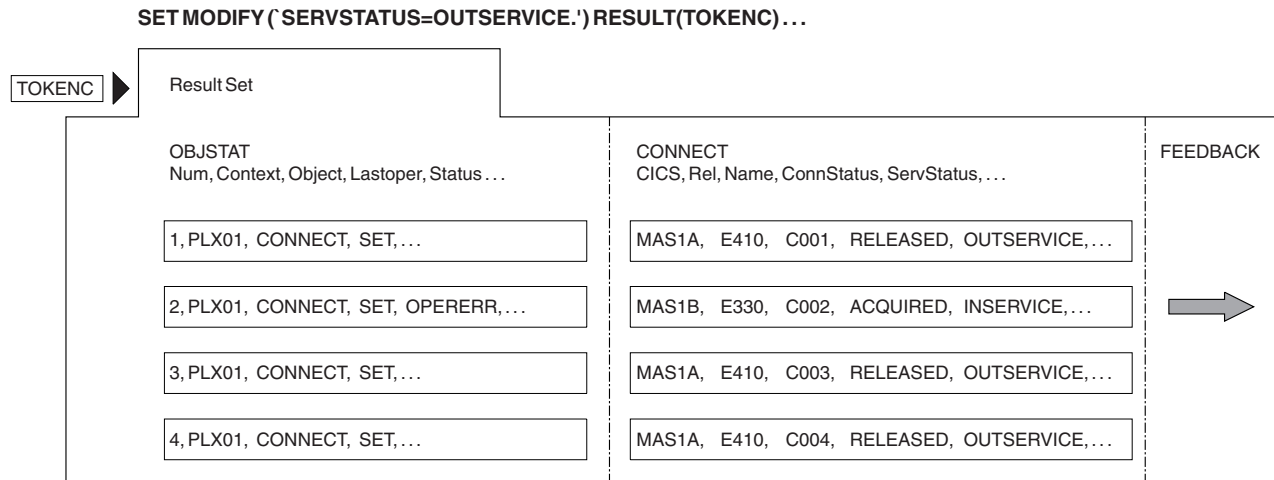 SET MODIFY (`SERVSTATUS=OUTSERVICE.') RESULT(TOKENC) . . .
TOKENC
Result Set
OBJSTAT
Num, Context, Object, Lastoper, Status . . .
CONNECT
CICS, Rel, Name, ConnStatus, ServStatus, . . .
FEEDBACK
1, PLX01, CONNECT, SET, . . .
MAS1A, E410, C001, RELEASED, OUTSERVICE, . . .
2, PLX01, CONNECT, SET, OPERERR, . . .
MAS1B, E330, C002, ACQUIRED, INSERVICE, . . .
3, PLX01, CONNECT, SET, . . .
MAS1A, E410, C003, RELEASED, OUTSERVICE, . . .
4, PLX01, CONNECT, SET, . . .
MAS1A, E410, C004, RELEASED, OUTSERVICE, . . .